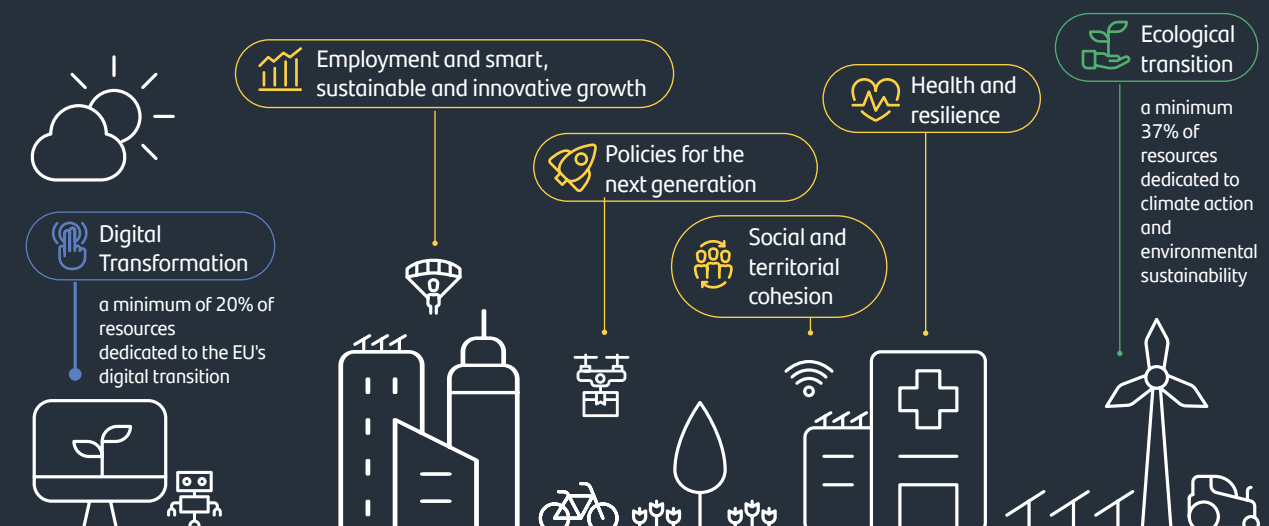 Digital
Transformation
a minimum of 20% of
resources
dedicated to the EU's
digital transition
Employment and smart,
sustainable and innovative growth
Policies for the
next generation
Social and
territorial
cohesion
Health and
resilience
Ecological
transition
a minimum
37% of
resources
dedicated to
climate action
and
environmental
sustainability